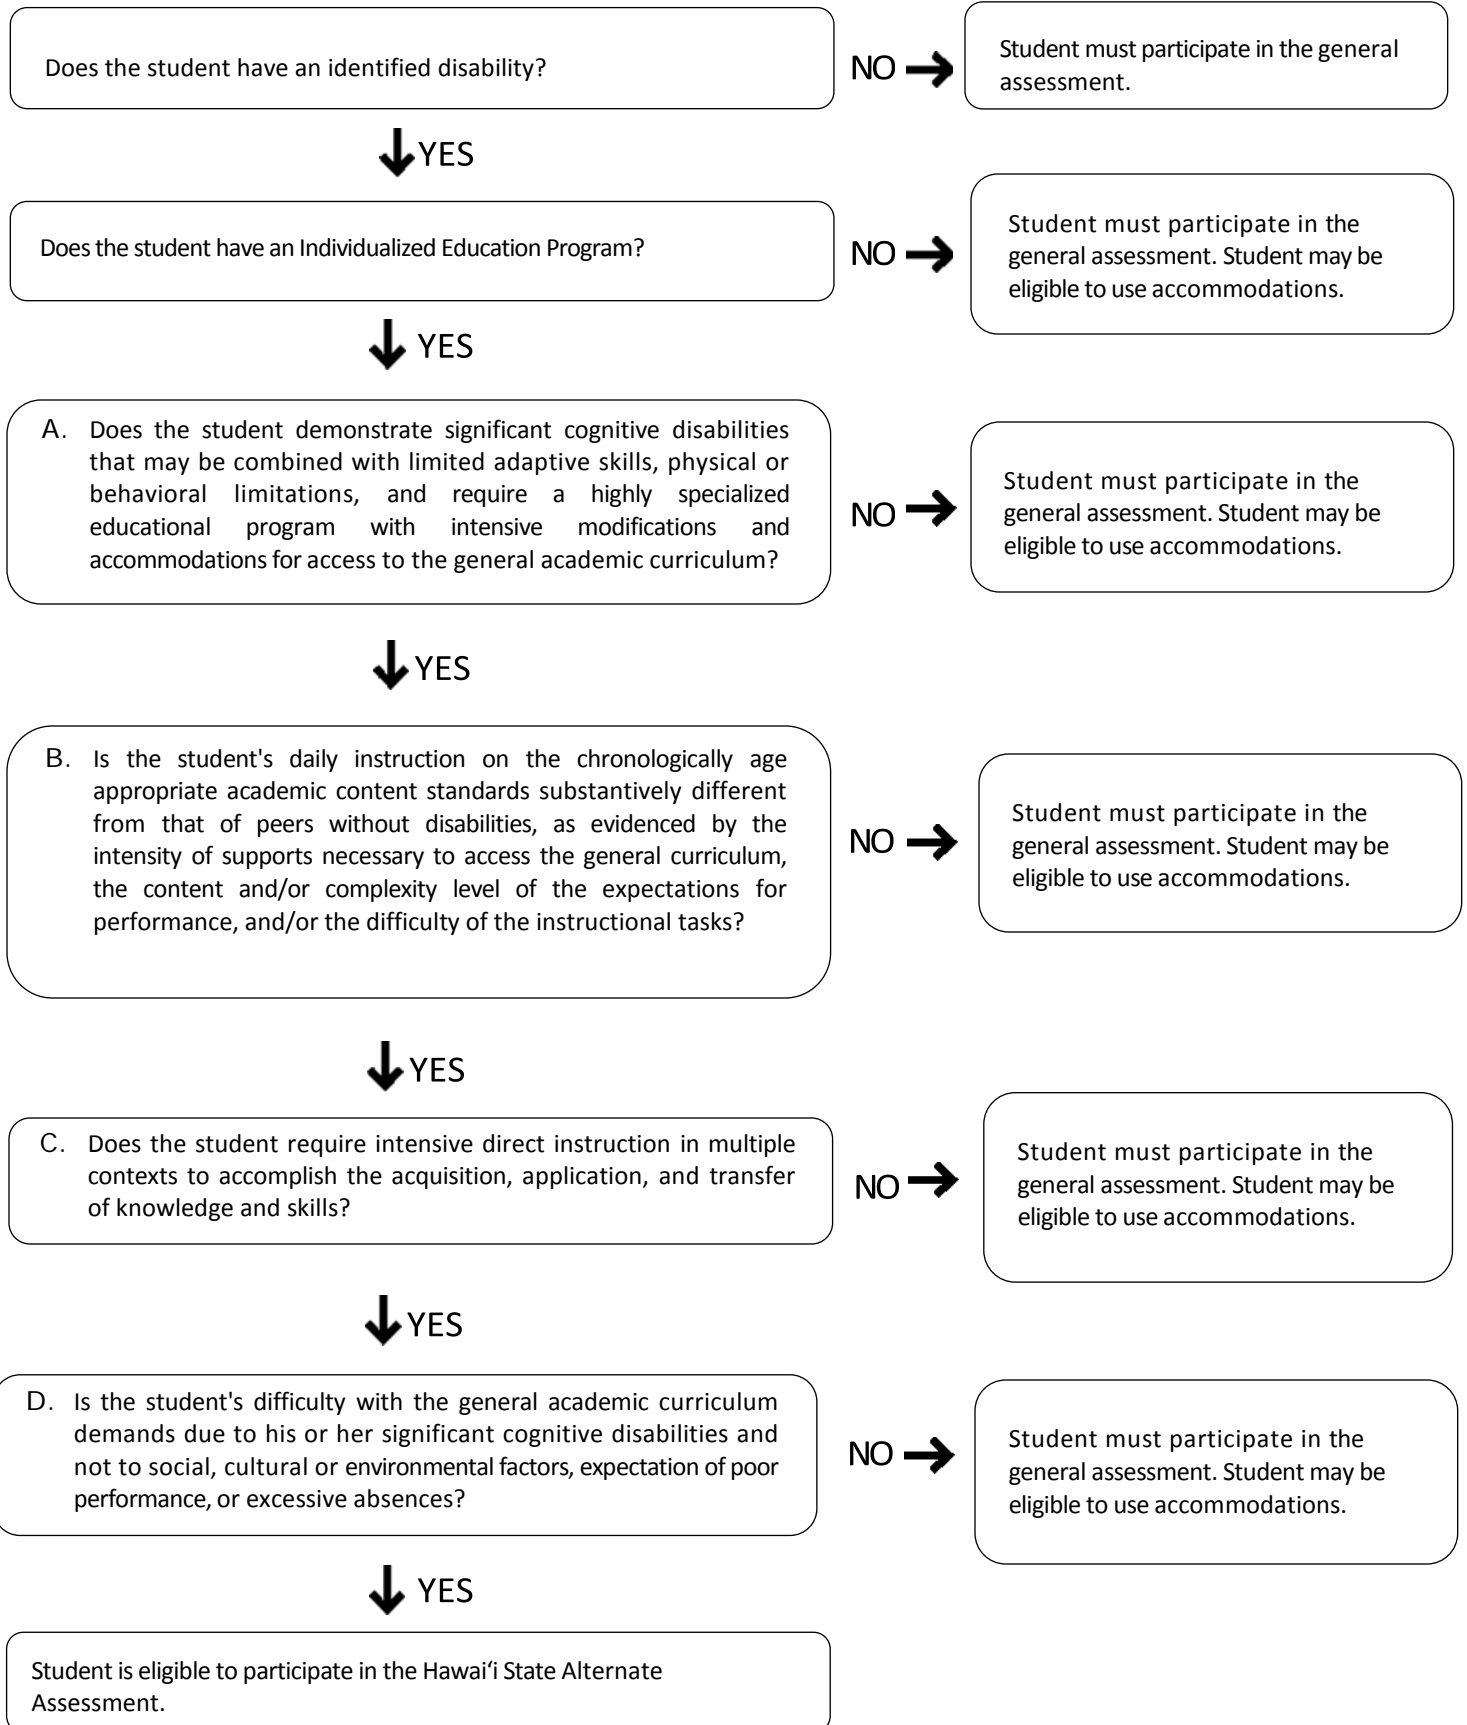 Does the student have an identified disability?
NO
Student must participate in the general
assessment.
YES
Does the student have an Individualized Education Program?
NO
Student must participate in the
general assessment. Student may be
eligible to use accommodations.
YES
A. Does the student demonstrate significant cognitive disabilities
that may be combined with limited adaptive skills, physical or
behavioral limitations, and require a highly specialized
educational program with intensive modifications and
accommodations for access to the general academic curriculum?
NO
Student must participate in the
general assessment. Student may be
eligible to use accommodations.
YES
B. Is the student's daily instruction on the chronologically age
appropriate academic content standards substantively different
from that of peers without disabilities, as evidenced by the
intensity of supports necessary to access the general curriculum,
the content and/or complexity level of the expectations for
performance, and/or the difficulty of the instructional tasks?
NO
Student must participate in the
general assessment. Student may be
eligible to use accommodations.
YES
C. Does the student require intensive direct instruction in multiple
contexts to accomplish the acquisition, application, and transfer
of knowledge and skills?
NO
Student must participate in the
general assessment. Student may be
eligible to use accommodations.
YES
D. Is the student's difficulty with the general academic curriculum
demands due to his or her significant cognitive disabilities and
not to social, cultural or environmental factors, expectation of poor
performance, or excessive absences?
NO
Student must participate in the
general assessment. Student may be
eligible to use accommodations.
YES
Student is eligible to participate in the Hawai‘i State Alternate
Assessment.